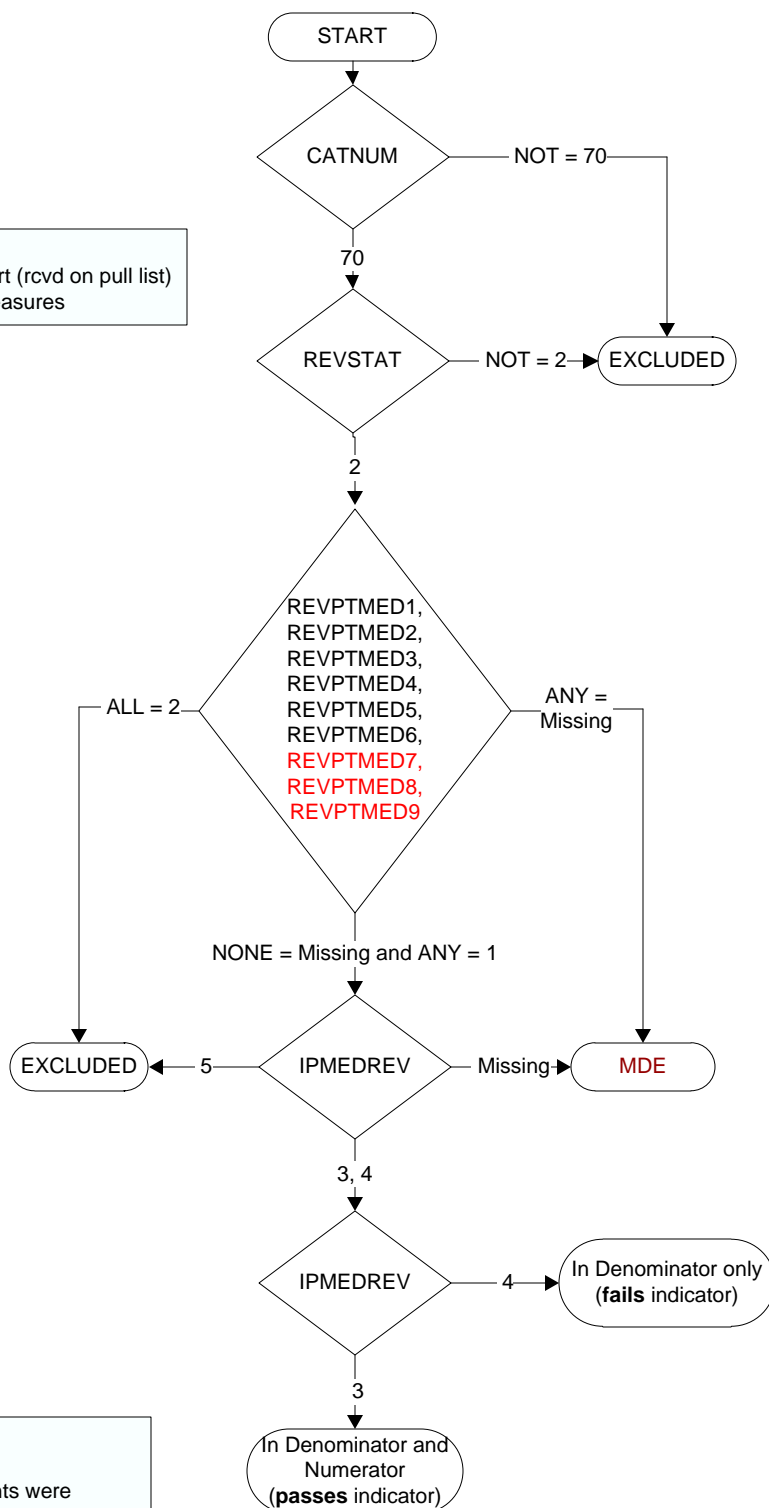 START
CATNUM
NOT = 70
70
rt (rcvd on pull list)
easures
REVSTAT
NOT = 2
EXCLUDED
2
REVPTMED1,
REVPTMED2,
REVPTMED3,
REVPTMED4,
REVPTMED5,
REVPTMED6,
REVPTMED7,
REVPTMED8,
REVPTMED9
ALL = 2
ANY =
Missing
NONE = Missing and ANY = 1
EXCLUDED
5
IPMEDREV
Missing
MDE
3, 4
IPMEDREV
4
In Denominator only
(fails indicator)
3
In Denominator and
Numerator
(passes indicator)
nts were